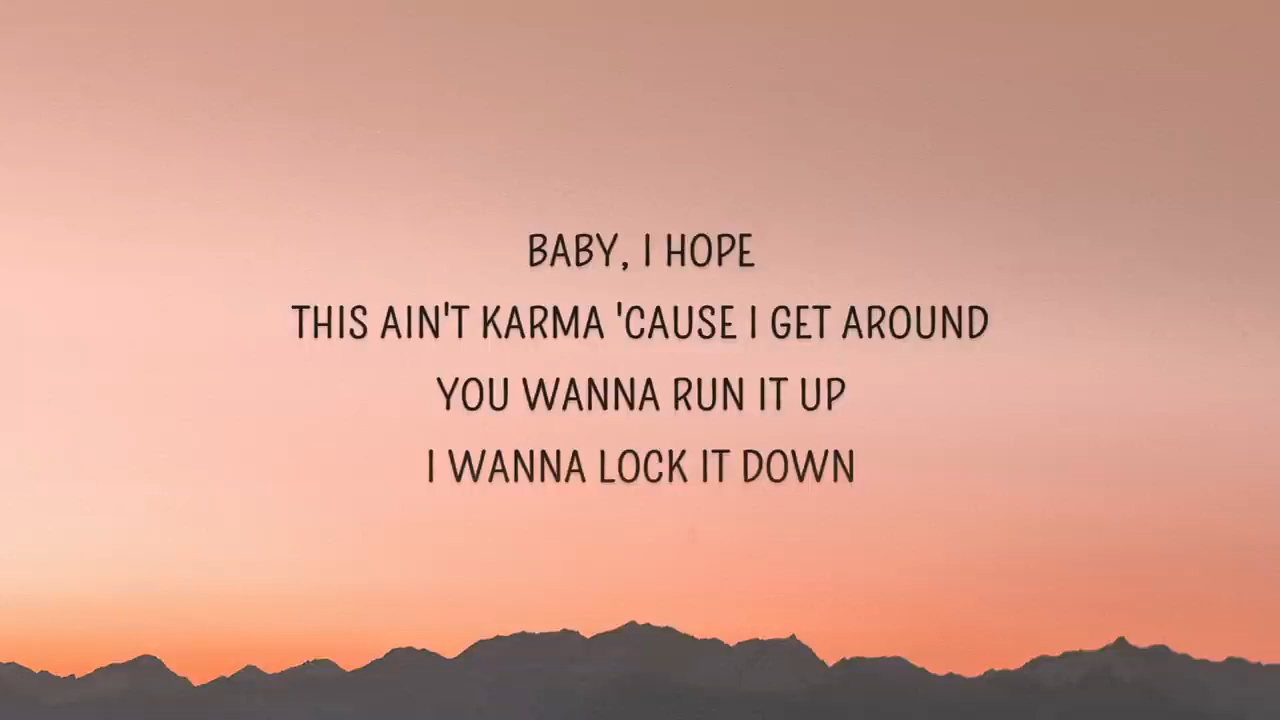 BABY, I HOPE
THIS AIN'T KARMA 'CAUSE I GET AROUND
YOU WANNA RUN IT UP
I WANNA LOCK IT DOWN